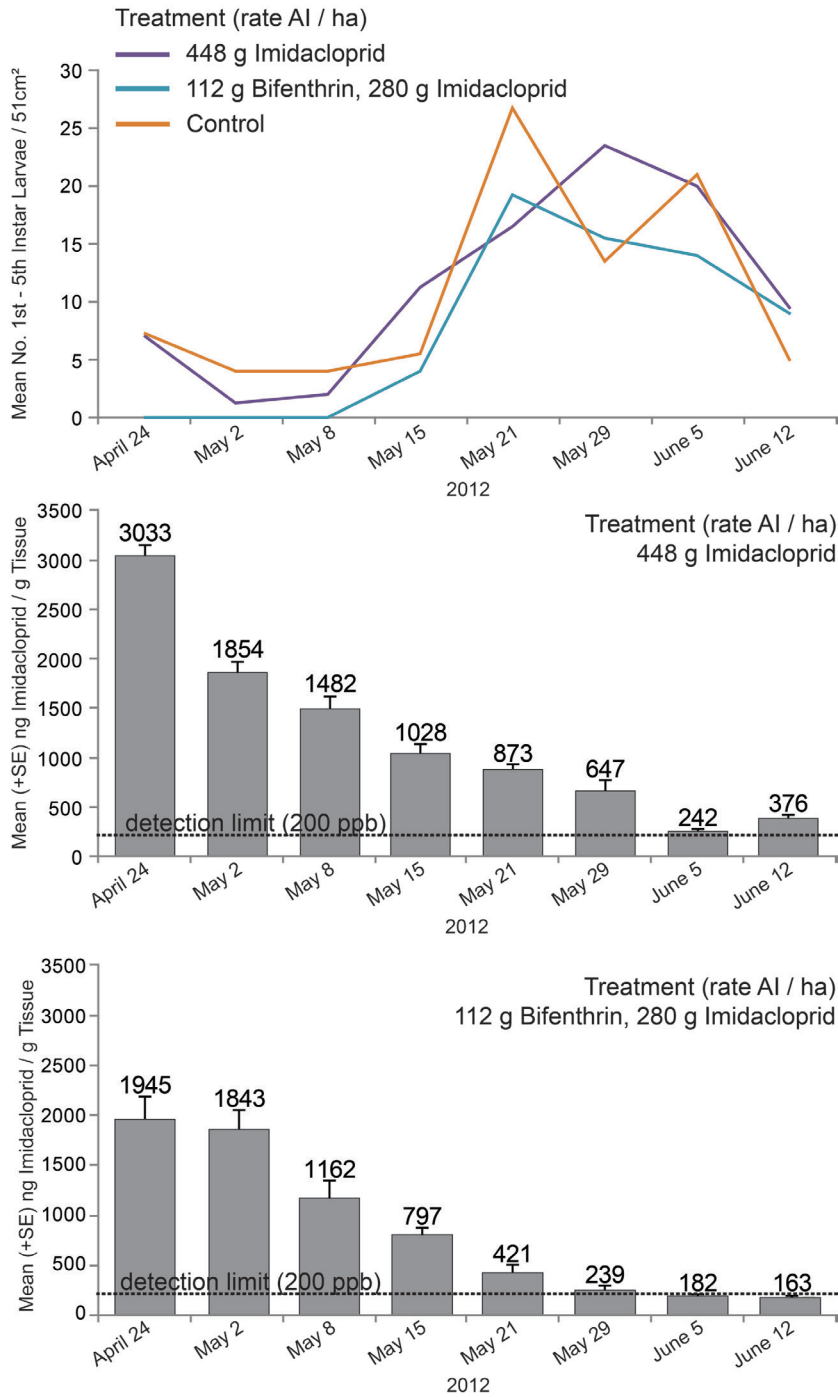 Treatment (rate AI / ha)
448 g Imidacloprid
112 g Bifenthrin, 280 g Imidacloprid
Control
Mean No. 1st - 5th Instar Larvae / 51cm²
30
25
20
15
10
5
0
April 24
May 2
May 8
May 15
May 21
May 29
June 5
June 12
2012
Treatment (rate AI / ha)
448 g Imidacloprid
Mean (+SE) ng Imidacloprid / g Tissue
3500
3000
2500
2000
1500
1000
500
0
3033
1854
1482
1028
873
647
242
376
detection limit (200 ppb)
April 24
May 2
May 8
May 15
May 21
May 29
June 5
June 12
2012
Treatment (rate AI / ha)
112 g Bifenthrin, 280 g Imidacloprid
Mean (+SE) ng Imidacloprid / g Tissue
3500
3000
2500
2000
1500
1000
500
0
1945
1843
1162
797
421
239
182
163
detection limit (200 ppb)
April 24
May 2
May 8
May 15
May 21
May 29
June 5
June 12
2012